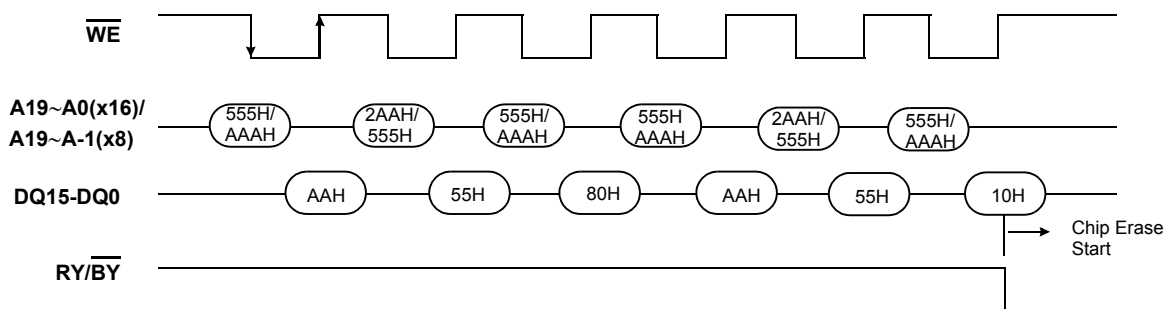 WE
A19~A0(x16)/
A19~A-1(x8)
555H/
AAAH
2AAH/
555H
555H/
AAAH
555H
AAAH
2AAH/
555H
555H/
AAAH
DQ15-DQ0
AAH
55H
80H
AAH
55H
10H
Chip Erase
Start
RY/BY